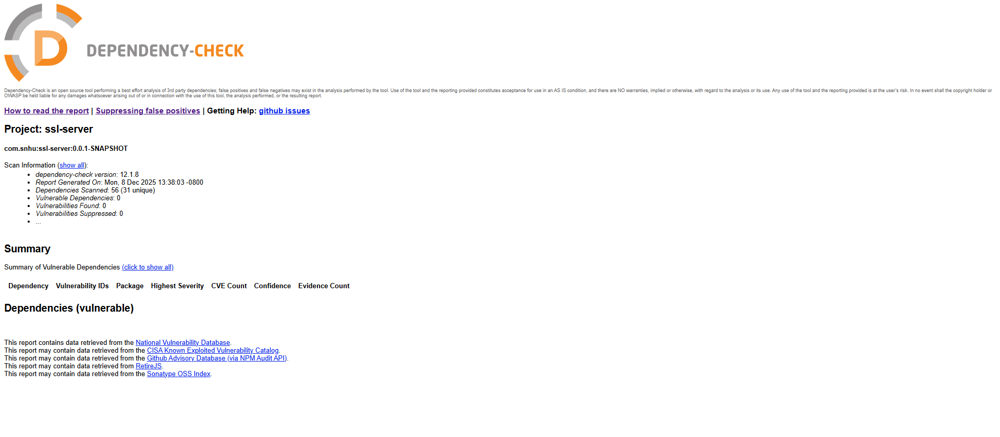 DEPENDENCY-CHECK
Dependency-Check is an open source tool performing a best effort analysis of 3rd party dependencies; false positives and false negatives may exist in the analysis performed by the tool. Use of the tool and the reporting provided constitutes acceptance for use in an AS IS condition, and there are NO warranties, implied or otherwise, with regard to the analysis or its use. Any use of the tool and the reporting provided is at the user's risk. In no event shall the copyright holder or
OWASP be held liable for any damages whatsoever arising out of or in connection with the use of this tool, the analysis performed, or the resulting report.
How to read the report | Suppressing false positives | Getting Help: github issues
Project: ssl-server
com.snhu:ssl-server:0.0.1-SNAPSHOT
Scan Information (show all):
• dependency-check version: 12.1.8
• Report Generated On: Mon, 8 Dec 2025 13:38:03 -0800
• Dependencies Scanned: 56 (31 unique)
• Vulnerable Dependencies: 0
• Vulnerabilities Found: 0
• Vulnerabilities Suppressed: 0
• ...
Summary
Summary of Vulnerable Dependencies (click to show all)
Dependency Vulnerability IDs Package Highest Severity CVE Count Confidence Evidence Count
Dependencies (vulnerable)
This report contains data retrieved from the National Vulnerability Database.
This report may contain data retrieved from the CISA Known Exploited Vulnerability Catalog.
This report may contain data retrieved from the Github Advisory Database (via NPM Audit API).
This report may contain data retrieved from RetireJS.
This report may contain data retrieved from the Sonatype OSS Index.